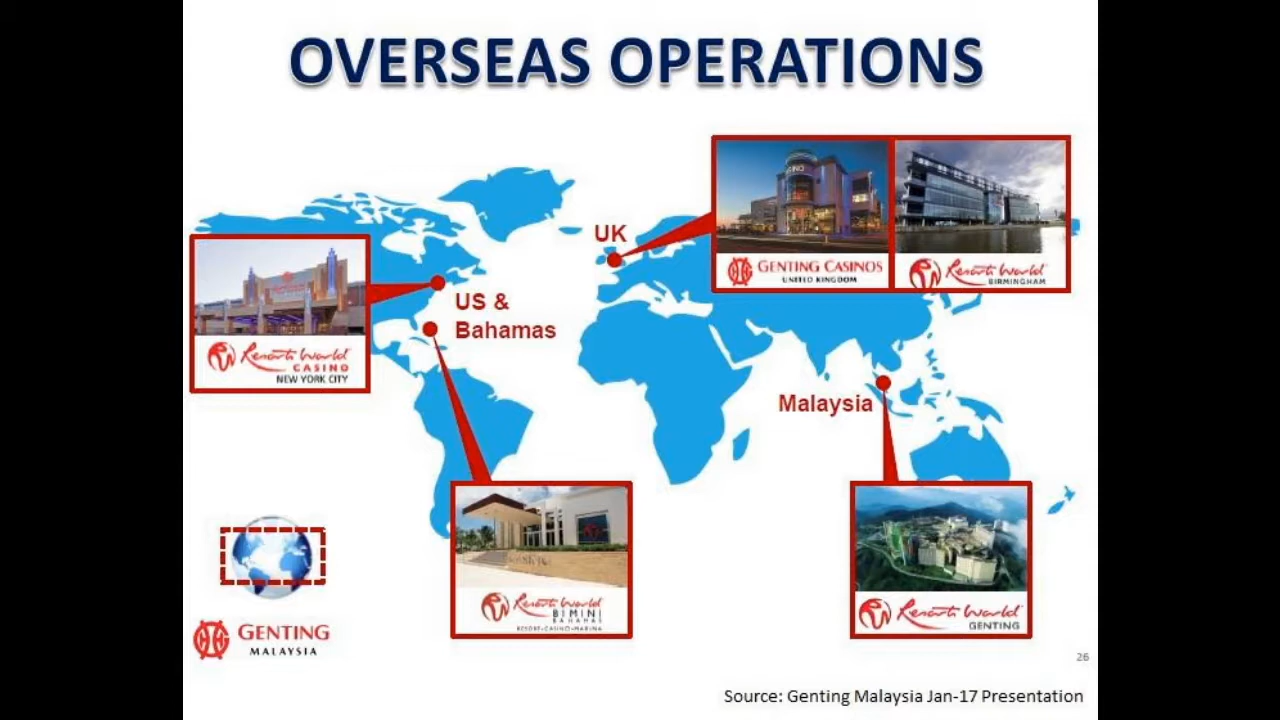 OVERSEAS OPERATIONS
UK
CASINO
GENTING CASINOS
UNITED KINGDOM
Resorts World
BIRMINGHAM
US &
Bahamas
Resorts World
CASINO
NEW YORK CITY
Malaysia
Resorts World
BIMINI
BAHAMAS
RESORT • CASINO • MARINA
Resorts World
GENTING
GENTING
MALAYSIA
26
Source: Genting Malaysia Jan-17 Presentation